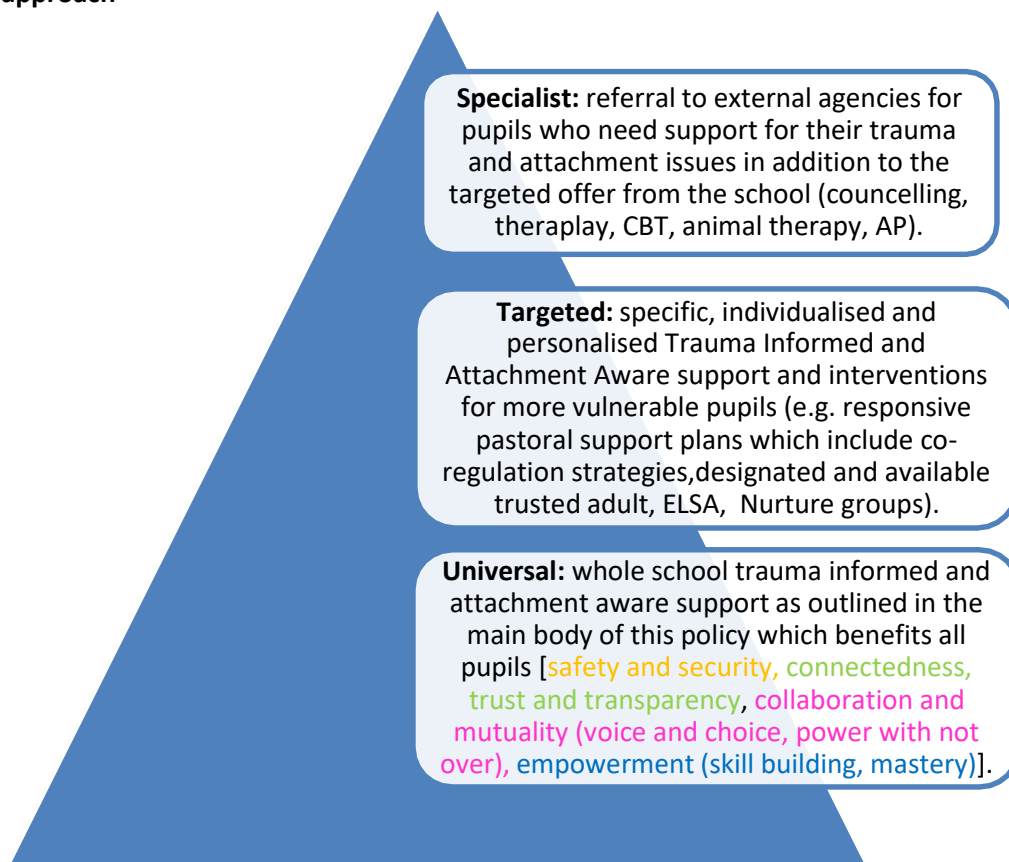 approach
Specialist: referral to external agencies for
pupils who need support for their trauma
and attachment issues in addition to the
targeted offer from the school (councelling,
theraplay, CBT, animal therapy, AP).
Targeted: specific, individualised and
personalised Trauma Informed and
Attachment Aware support and interventions
for more vulnerable pupils (e.g. responsive
pastoral support plans which include co-
regulation strategies,designated and available
trusted adult, ELSA, Nurture groups).
Universal: whole school trauma informed and
attachment aware support as outlined in the
main body of this policy which benefits all
pupils [safety and security, connectedness,
trust and transparency, collaboration and
mutuality (voice and choice, power with not
over), empowerment (skill building, mastery)].